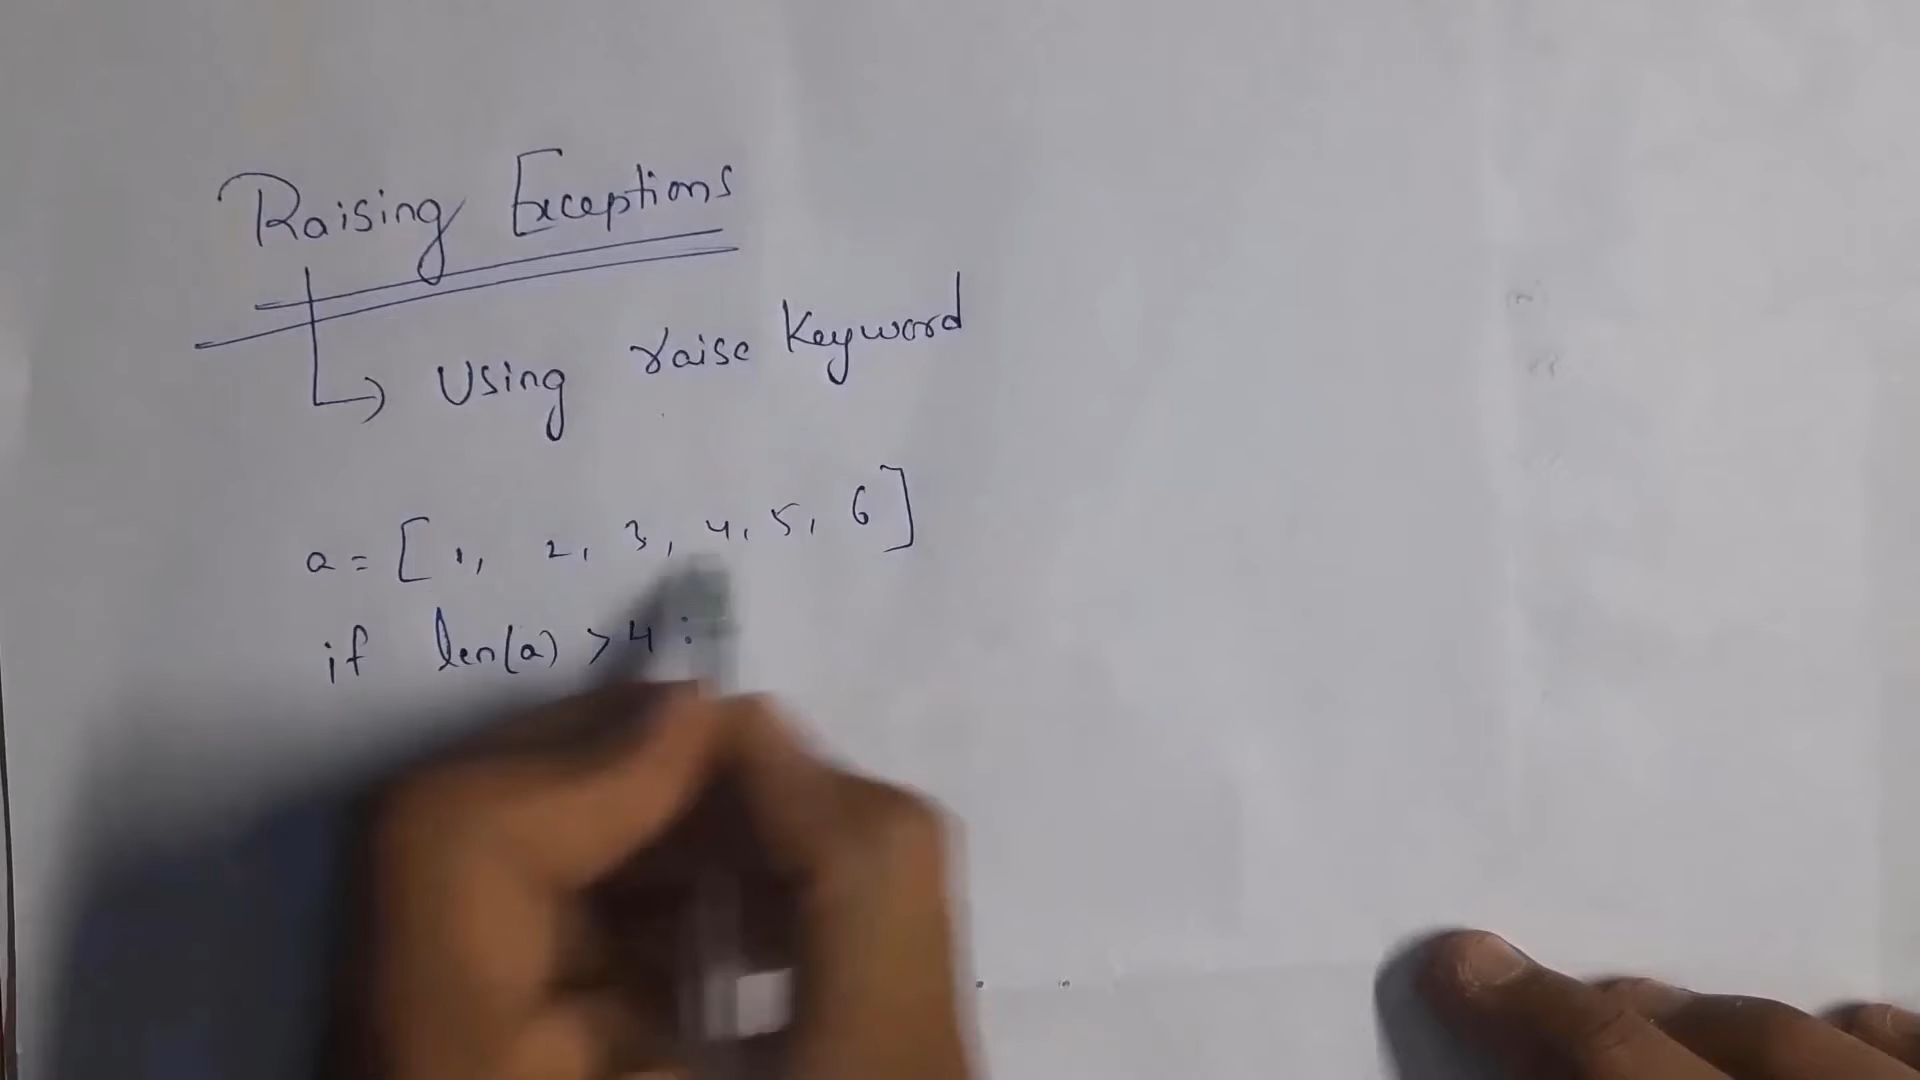 Raising Exceptions
↳ Using raise Keyword
a = [1, 2, 3, 4, 5, 6]
if len(a) > 4 :